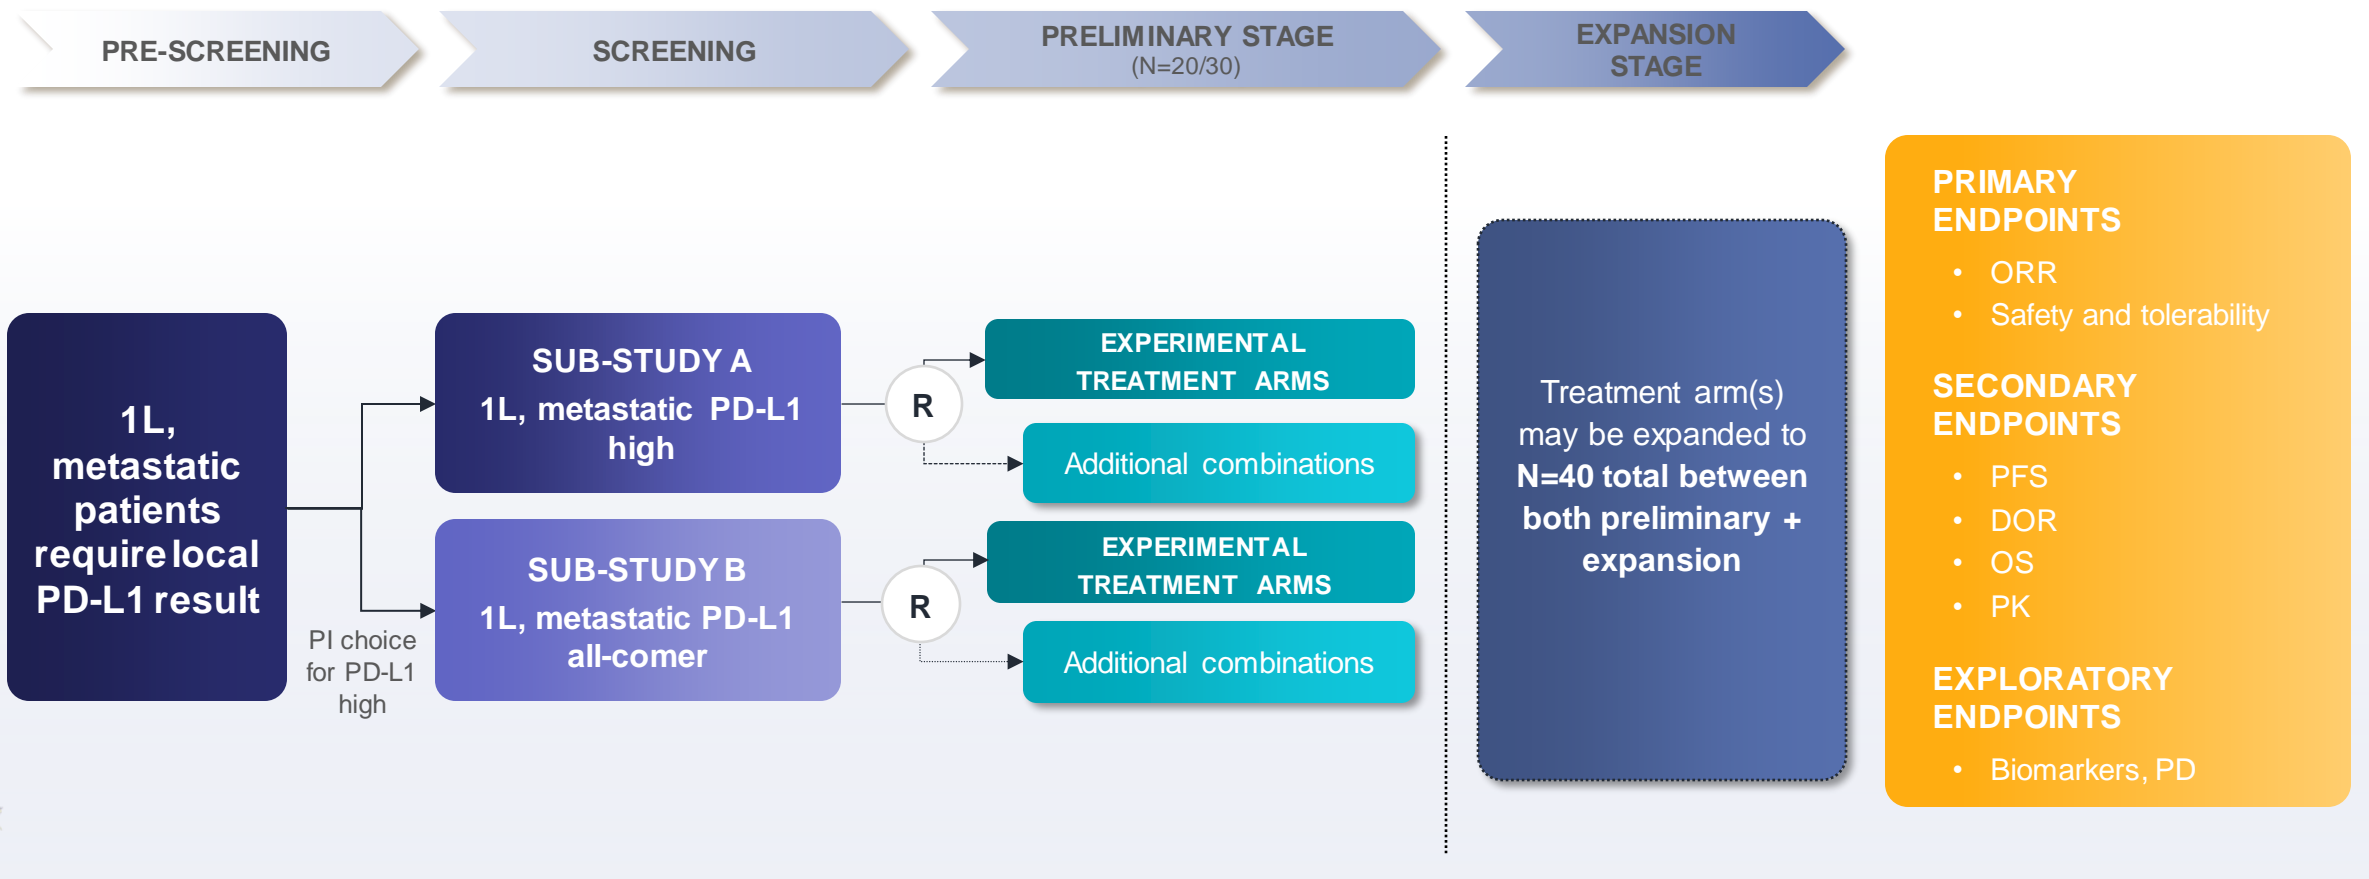 PRE-SCREENING
SCREENING
PRELIMINARY STAGE
(N=20/30)
EXPANSION
STAGE
1L,
metastatic
patients
require local
PD-L1 result
PI choice
for PD-L1
high
SUB-STUDY A
1L, metastatic PD-L1
high
SUB-STUDY B
1L, metastatic PD-L1
all-comer
R
EXPERIMENTAL
TREATMENT ARMS
Additional combinations
R
EXPERIMENTAL
TREATMENT ARMS
Additional combinations
Treatment arm(s)
may be expanded to
N=40 total between
both preliminary +
expansion
PRIMARY
ENDPOINTS
• ORR
• Safety and tolerability
SECONDARY
ENDPOINTS
• PFS
• DOR
• OS
• PK
EXPLORATORY
ENDPOINTS
• Biomarkers, PD